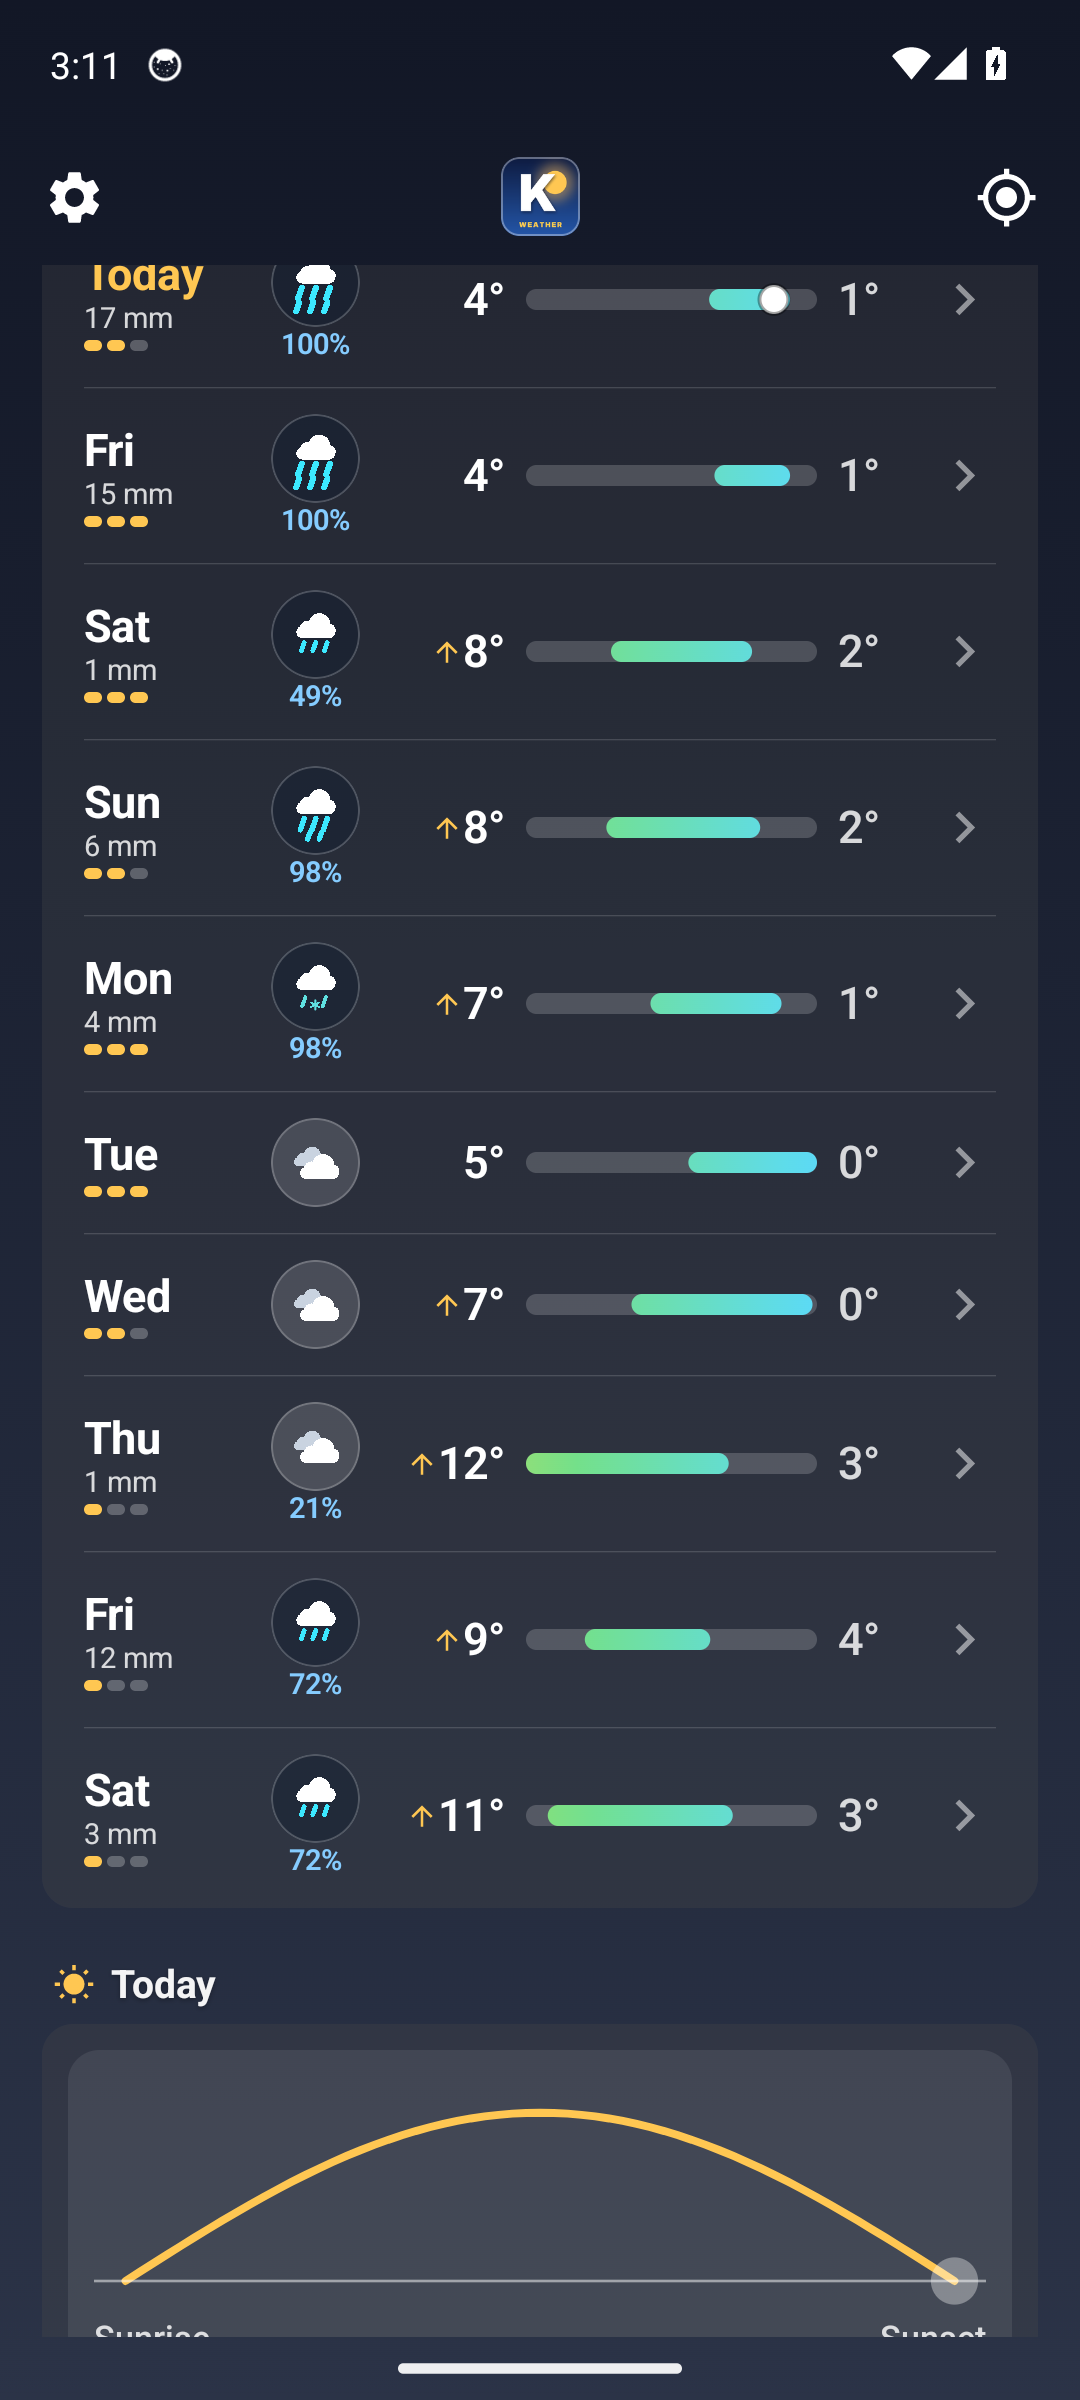 3:11
K
WEATHER
Today
17 mm
100%
4°
1°
Fri
15 mm
100%
4°
1°
Sat
1 mm
49%
↑8°
2°
Sun
6 mm
98%
↑8°
2°
Mon
4 mm
98%
↑7°
1°
Tue
5°
0°
Wed
↑7°
0°
Thu
1 mm
21%
↑12°
3°
Fri
12 mm
72%
↑9°
4°
Sat
3 mm
72%
↑11°
3°
Today
Sunrise
Sunset